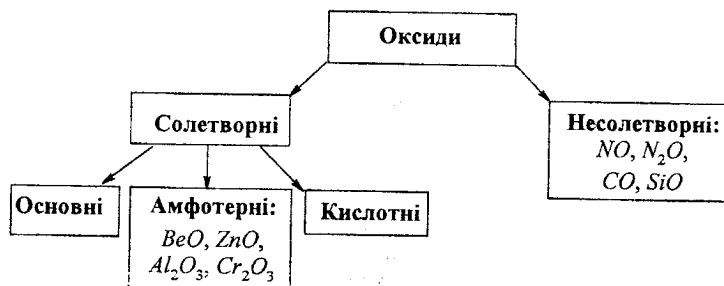 Оксиди
Солетворні
Несолетворні:
NO, N₂O,
CO, SiO
Основні
Амфотерні:
BeO, ZnO,
Al₂O₃, Cr₂O₃
Кислотні